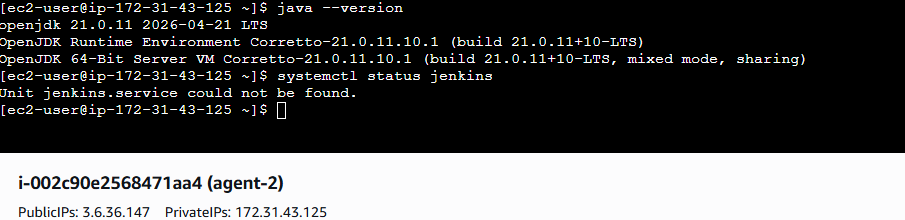 [ec2-user@ip-172-31-43-125 ~]$ java --version
openjdk 21.0.11 2026-04-21 LTS
OpenJDK Runtime Environment Corretto-21.0.11.10.1 (build 21.0.11+10-LTS)
OpenJDK 64-Bit Server VM Corretto-21.0.11.10.1 (build 21.0.11+10-LTS, mixed mode, sharing)
[ec2-user@ip-172-31-43-125 ~]$ systemctl status jenkins
Unit jenkins.service could not be found.
[ec2-user@ip-172-31-43-125 ~]$
i-002c90e2568471aa4 (agent-2)
PublicIPs: 3.6.36.147 PrivateIPs: 172.31.43.125